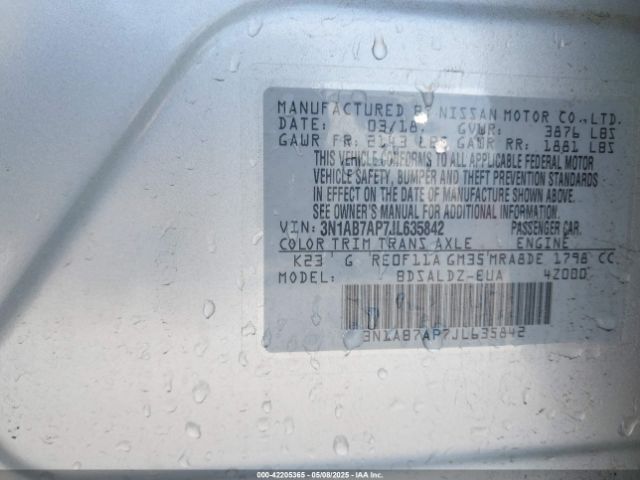 MANUFACTURED BY NISSAN MOTOR CO.,LTD.
DATE: 03/18 GVWR: 3876 LBS
GAWR FR: 2143 LBS GAWR RR: 1881 LBS
THIS VEHICLE CONFORMS TO ALL APPLICABLE FEDERAL MOTOR
VEHICLE SAFETY, BUMPER AND THEFT PREVENTION STANDARDS
IN EFFECT ON THE DATE OF MANUFACTURE SHOWN ABOVE.
SEE OWNER'S MANUAL FOR ADDITIONAL INFORMATION.
VIN: 3N1AB7AP7JL635842 PASSENGER CAR
COLOR TRIM TRANS AXLE ENGINE
K23 G RE0F11A GM35 MRA8DE 1798 CC
MODEL: BDSALDZ-EUA 4Z000
3N1AB7AP7JL635842
000-42205365 05/08/2025 IAA Inc.